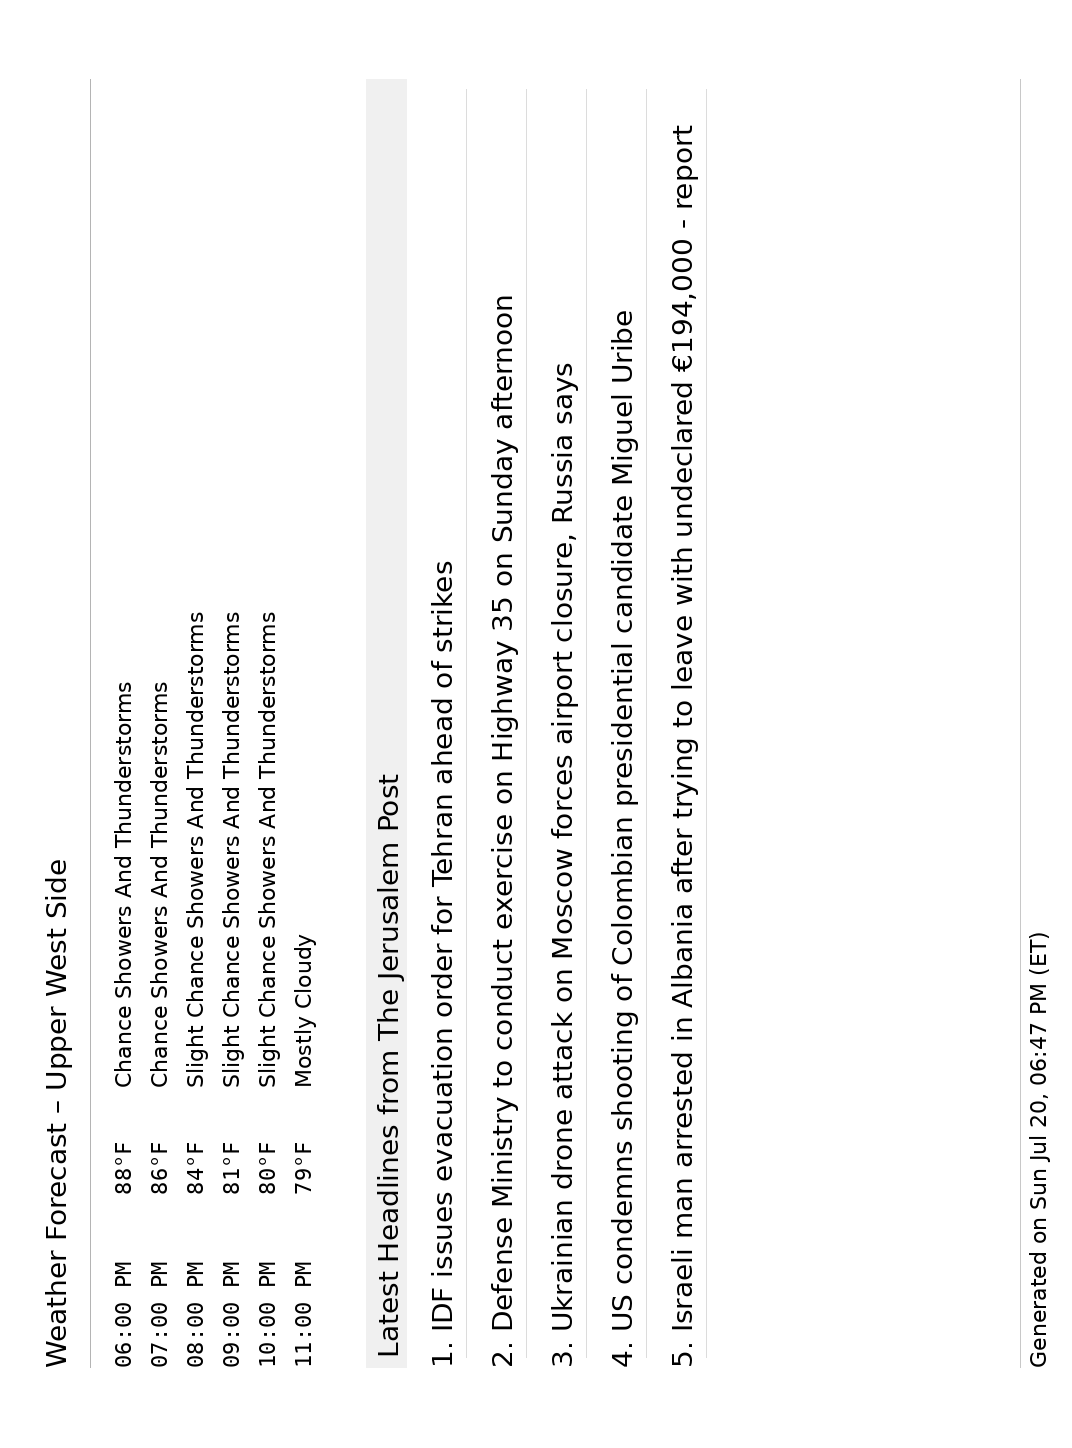 Weather Forecast – Upper West Side
06:00 PM 88°F Chance Showers And Thunderstorms
07:00 PM 86°F Chance Showers And Thunderstorms
08:00 PM 84°F Slight Chance Showers And Thunderstorms
09:00 PM 81°F Slight Chance Showers And Thunderstorms
10:00 PM 80°F Slight Chance Showers And Thunderstorms
11:00 PM 79°F Mostly Cloudy
Latest Headlines from The Jerusalem Post
1. IDF issues evacuation order for Tehran ahead of strikes
2. Defense Ministry to conduct exercise on Highway 35 on Sunday afternoon
3. Ukrainian drone attack on Moscow forces airport closure, Russia says
4. US condemns shooting of Colombian presidential candidate Miguel Uribe
5. Israeli man arrested in Albania after trying to leave with undeclared €194,000 - report
Generated on Sun Jul 20, 06:47 PM (ET)